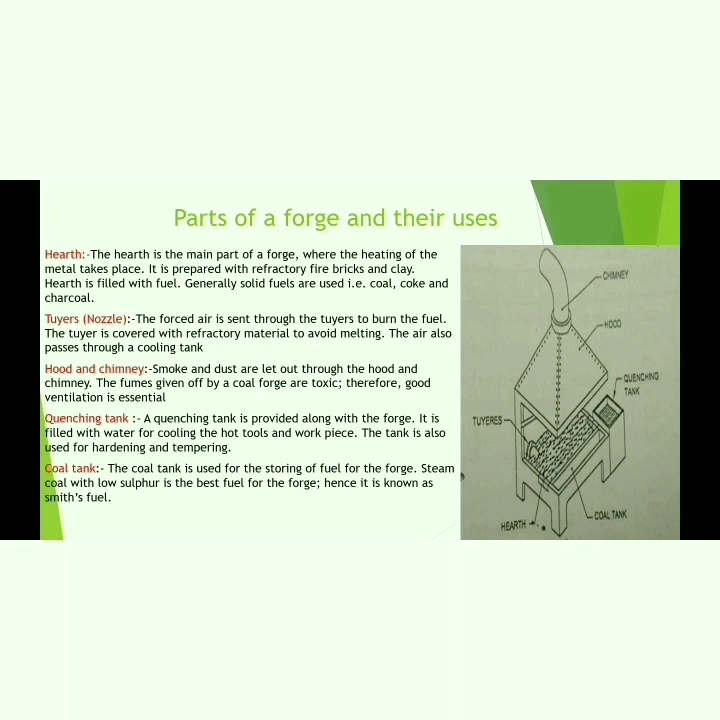 Parts of a forge and their uses
Hearth:-The hearth is the main part of a forge, where the heating of the
metal takes place. It is prepared with refractory fire bricks and clay.
Hearth is filled with fuel. Generally solid fuels are used i.e. coal, coke and
charcoal.
Tuyers (Nozzle):-The forced air is sent through the tuyers to burn the fuel.
The tuyer is covered with refractory material to avoid melting. The air also
passes through a cooling tank
Hood and chimney:-Smoke and dust are let out through the hood and
chimney. The fumes given off by a coal forge are toxic; therefore, good
ventilation is essential
Quenching tank :- A quenching tank is provided along with the forge. It is
filled with water for cooling the hot tools and work piece. The tank is also
used for hardening and tempering.
Coal tank:- The coal tank is used for the storing of fuel for the forge. Steam
coal with low sulphur is the best fuel for the forge; hence it is known as
smith's fuel.
CHIMNEY
HOOD
QUENCHING
TANK
TUYERES
COAL TANK
HEARTH